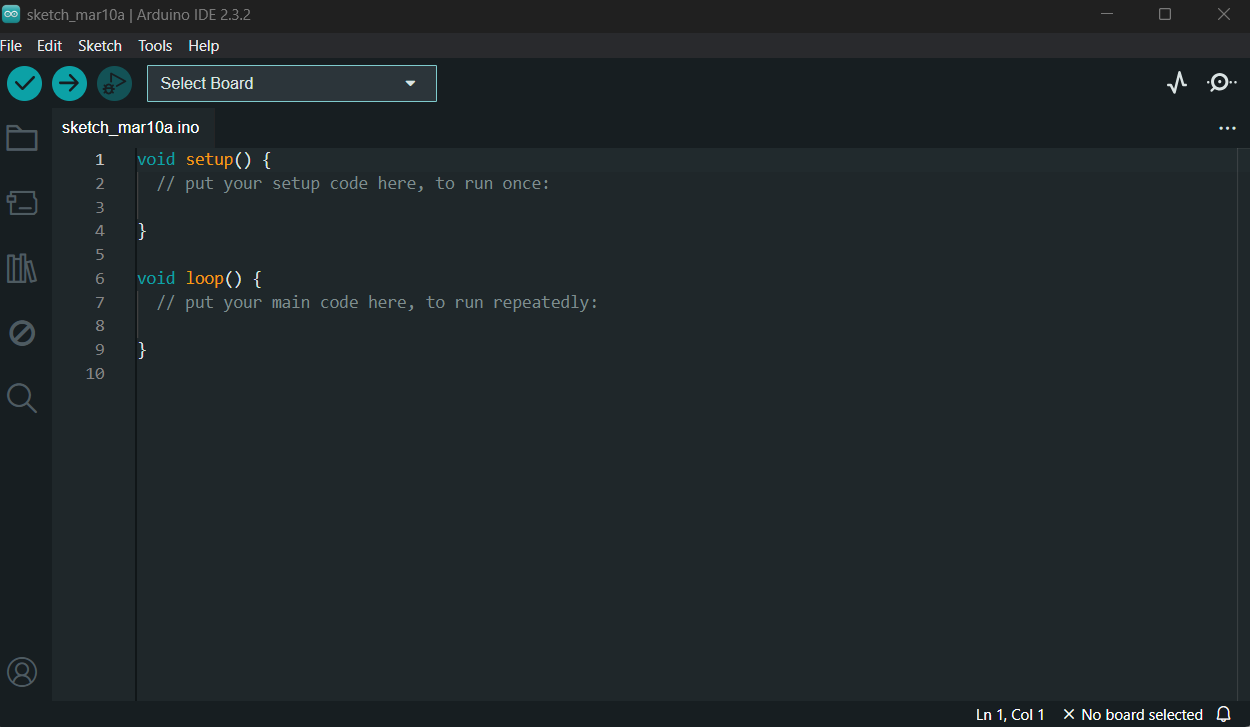 sketch_mar10a | Arduino IDE 2.3.2
File Edit Sketch Tools Help
Select Board
sketch_mar10a.ino
1 void setup() {
2 // put your setup code here, to run once:
3
4 }
5
6 void loop() {
7 // put your main code here, to run repeatedly:
8
9 }
10
Ln 1, Col 1 × No board selected